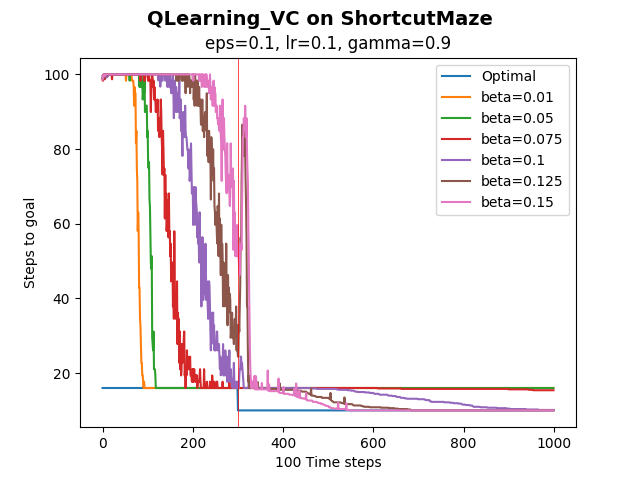 QLearning_VC on ShortcutMaze
eps=0.1, lr=0.1, gamma=0.9
Steps to goal
100
80
60
40
20
Optimal
beta=0.01
beta=0.05
beta=0.075
beta=0.1
beta=0.125
beta=0.15
0 200 400 600 800 1000
100 Time steps